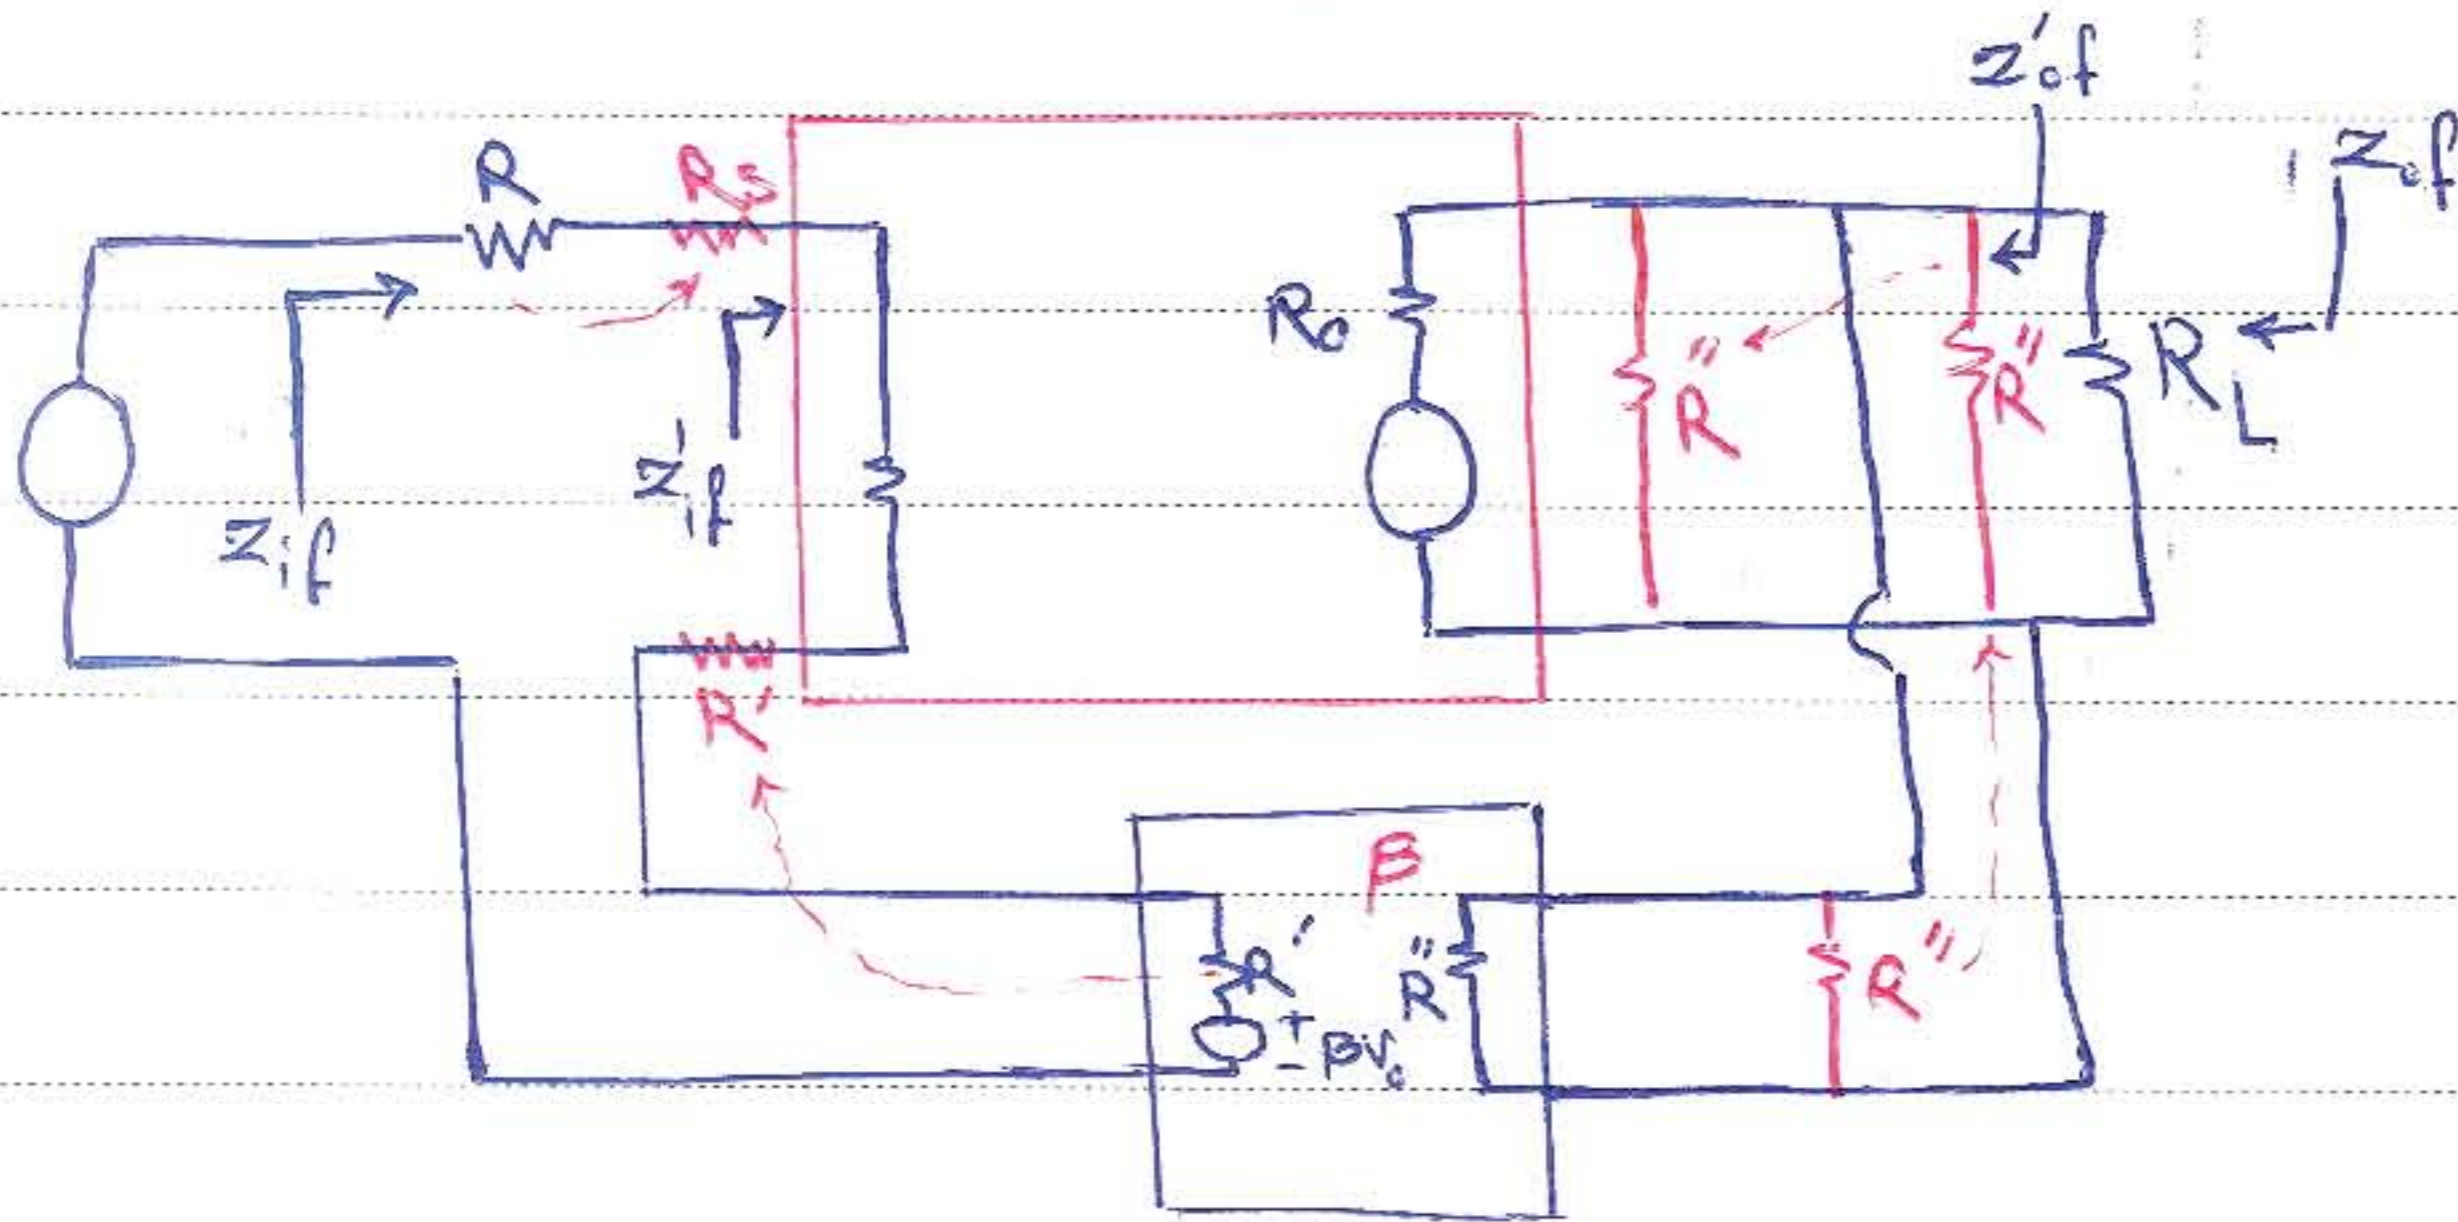 Z'of
Zof
R
Rs
Ro
R"
R"
RL
Zif
Z'if
R'
β
R'
R"
R"
+
- βVo